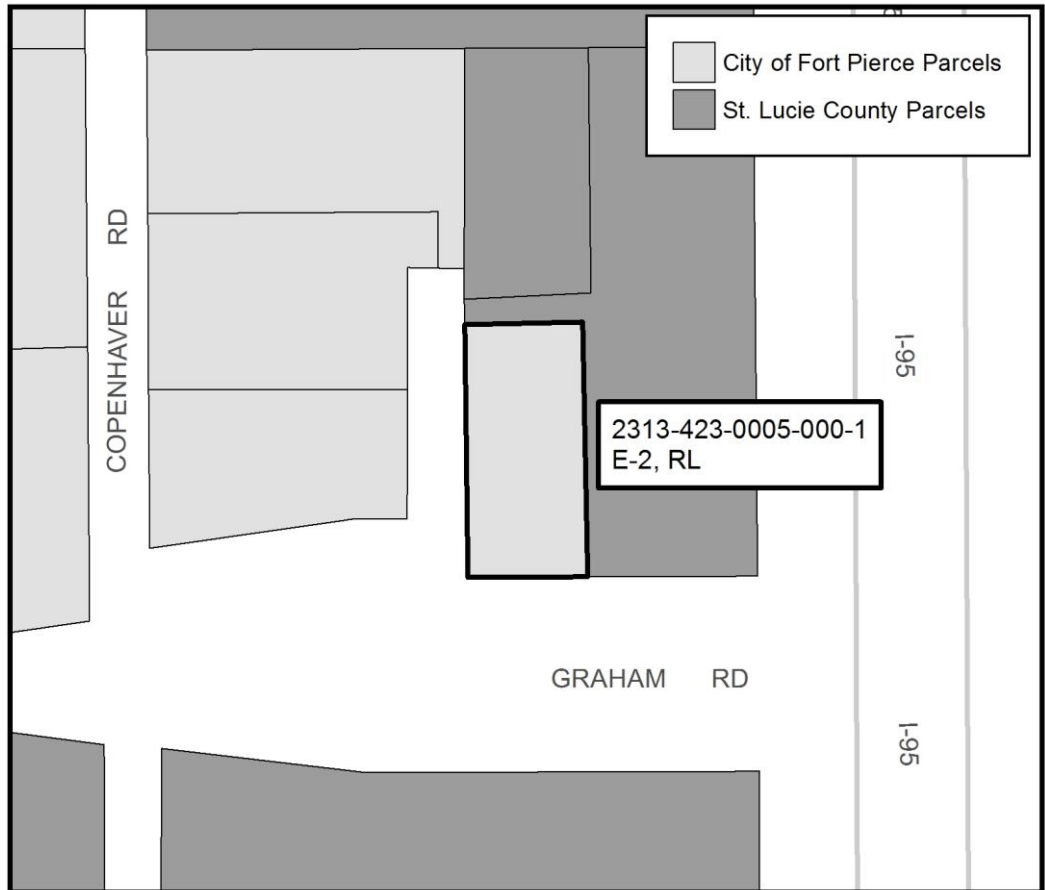 City of Fort Pierce Parcels
St. Lucie County Parcels
COPENHAVER RD
I-95
2313-423-0005-000-1
E-2, RL
GRAHAM RD
I-95